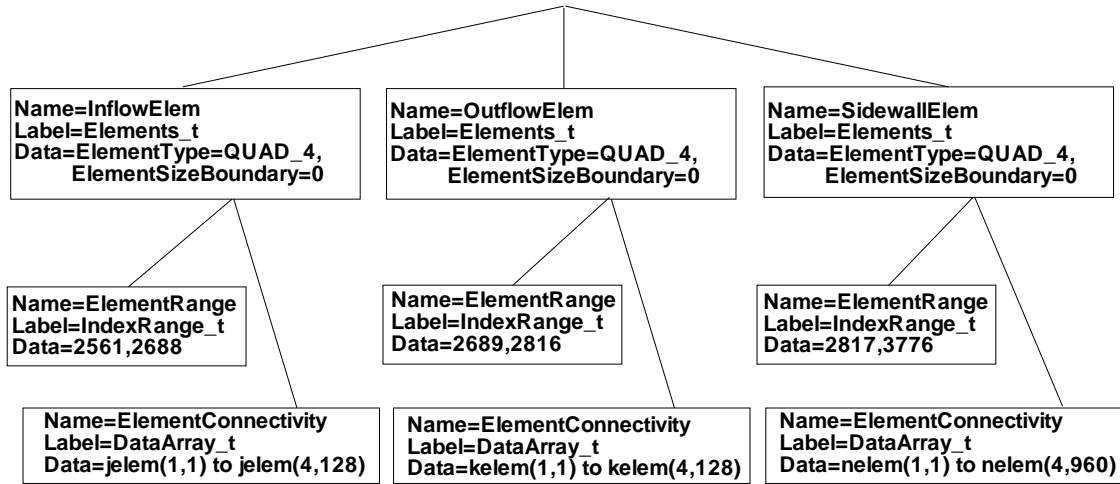 Name=InflowElem
Label=Elements_t
Data=ElementType=QUAD_4,
ElementSizeBoundary=0
Name=OutflowElem
Label=Elements_t
Data=ElementType=QUAD_4,
ElementSizeBoundary=0
Name=SidewallElem
Label=Elements_t
Data=ElementType=QUAD_4,
ElementSizeBoundary=0
Name=ElementRange
Label=IndexRange_t
Data=2561,2688
Name=ElementRange
Label=IndexRange_t
Data=2689,2816
Name=ElementRange
Label=IndexRange_t
Data=2817,3776
Name=ElementConnectivity
Label=DataArray_t
Data=jelem(1,1) to jelem(4,128)
Name=ElementConnectivity
Label=DataArray_t
Data=kelem(1,1) to kelem(4,128)
Name=ElementConnectivity
Label=DataArray_t
Data=nelem(1,1) to nelem(4,960)